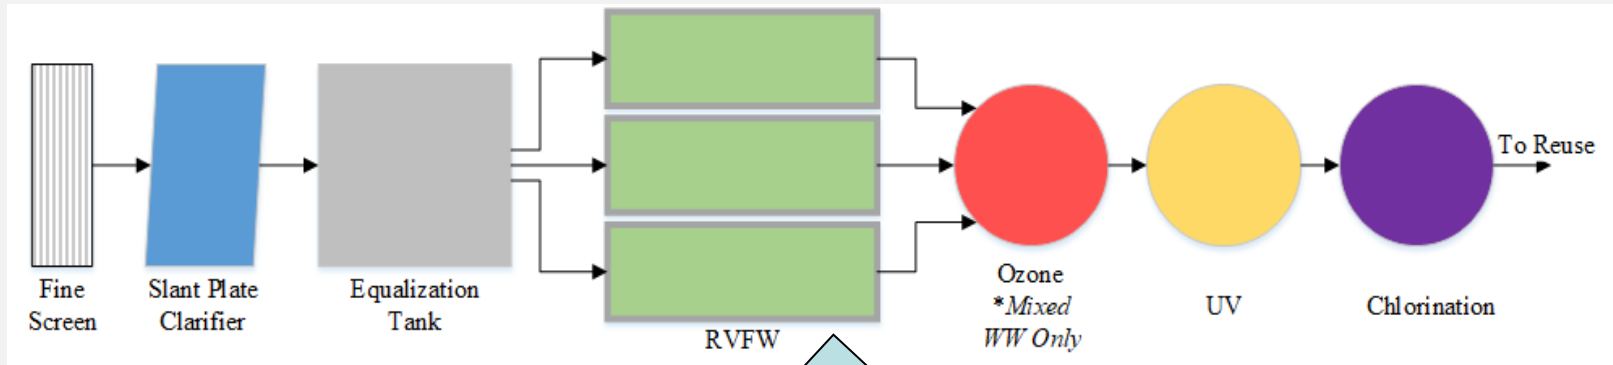 To Reuse
Fine
Screen
Slant Plate
Clarifier
Equalization
Tank
RVFW
Ozone
*Mixed
WW Only
UV
Chlorination